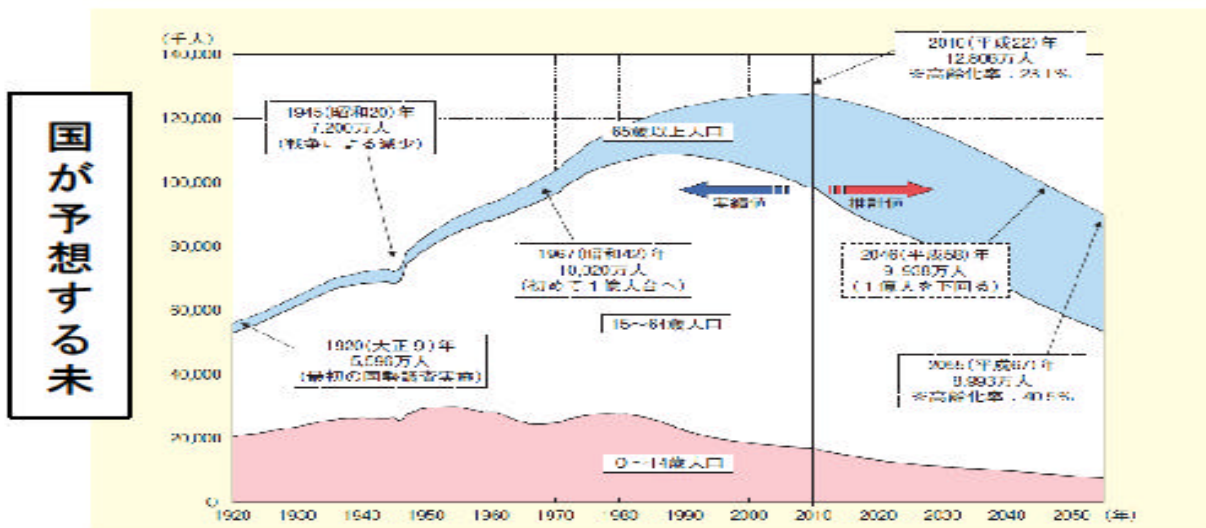 国が予想する未
(千人)
140,000
120,000
100,000
80,000
60,000
40,000
20,000
0
1920
1930
1940
1950
1960
1970
1980
1990
2000
2010
2020
2030
2040
2050
(年)
1945(昭和20)年
7,200万人
(戦争による減少)
2010(平成22)年
12,806万人
※高齢化率:23.1%
65歳以上人口
実績値
推計値
1967(昭和42)年
10,020万人
(初めて1億人台へ)
2046(平成58)年
9,938万人
(1億人を下回る)
15~64歳人口
1920(大正9)年
5,596万人
(最初の国勢調査実施)
2055(平成67)年
8,993万人
※高齢化率:40.5%
0~14歳人口